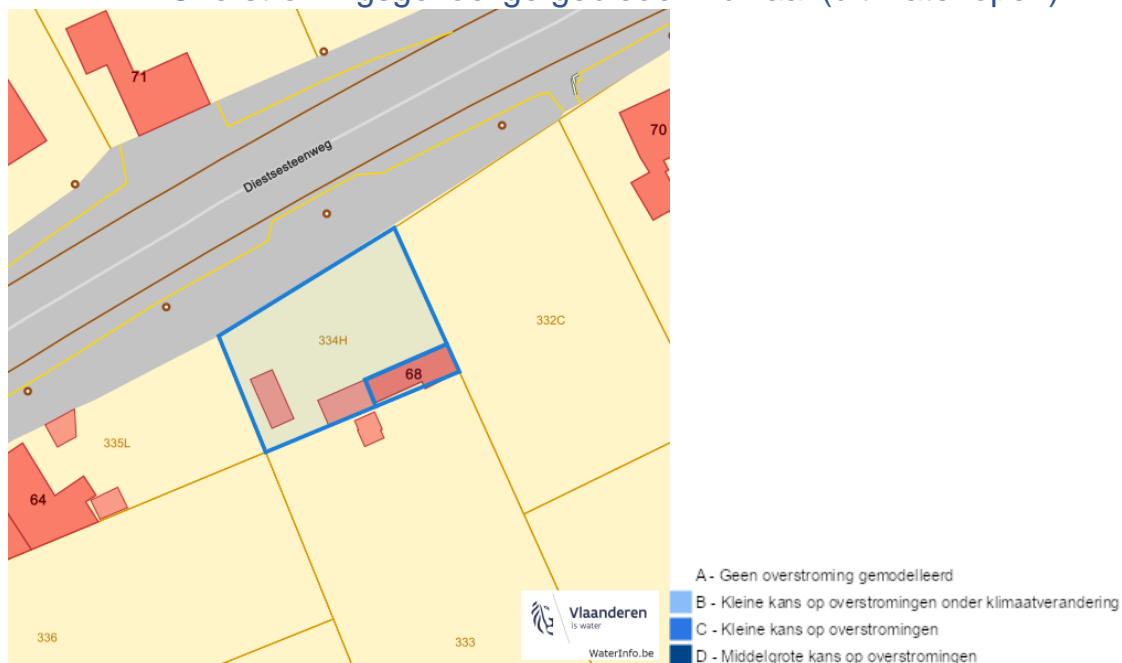 71
70
Diestsesteenweg
332C
334H
68
335L
64
336
333
Vlaanderen
is water
WaterInfo.be
A - Geen overstroming gemodelleerd
B - Kleine kans op overstromingen onder klimaatverandering
C - Kleine kans op overstromingen
D - Middelgrote kans op overstromingen